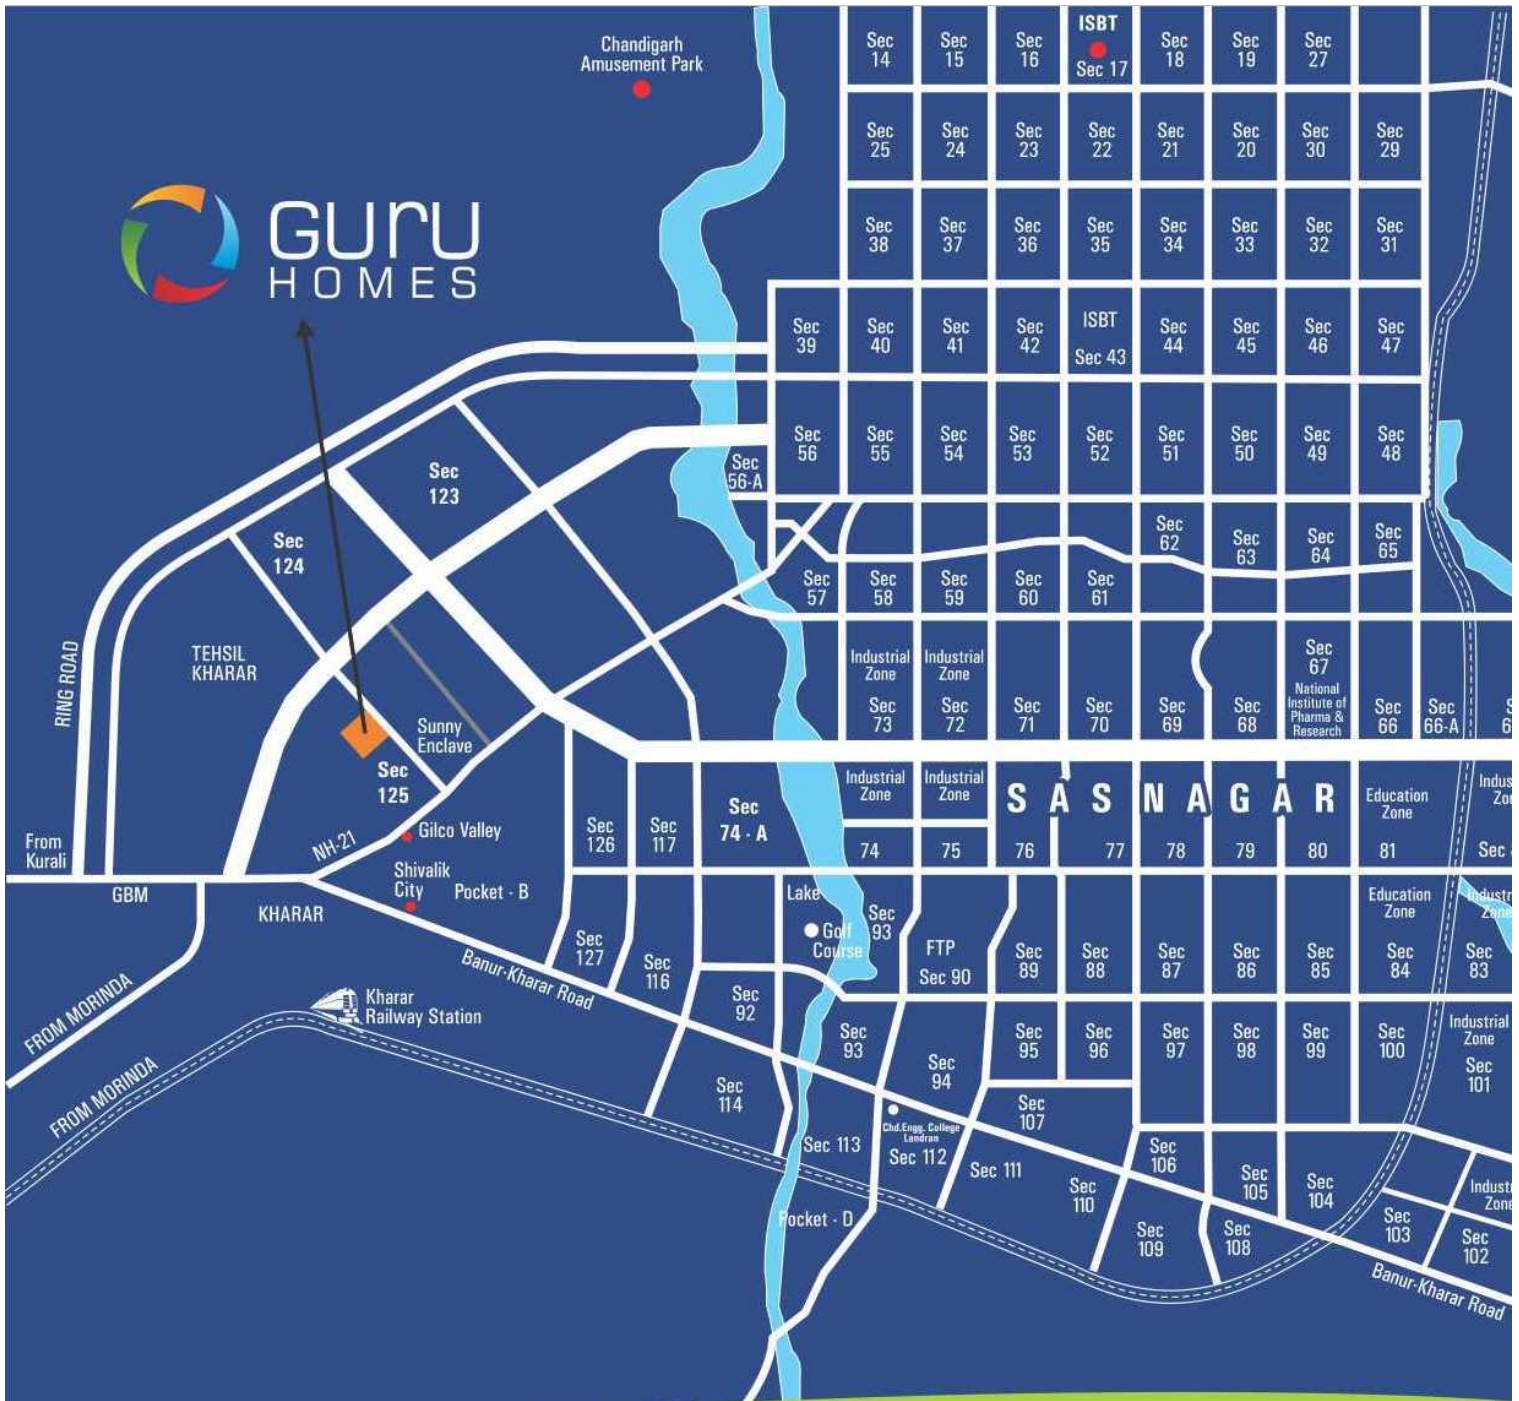 Chandigarh
Amusement Park
GUrU
HOMES
Sec
14
Sec
15
Sec
16
ISBT
Sec 17
Sec
18
Sec
19
Sec
27
Sec
25
Sec
24
Sec
23
Sec
22
Sec
21
Sec
20
Sec
30
Sec
29
Sec
38
Sec
37
Sec
36
Sec
35
Sec
34
Sec
33
Sec
32
Sec
31
Sec
39
Sec
40
Sec
41
Sec
42
ISBT
Sec 43
Sec
44
Sec
45
Sec
46
Sec
47
Sec
56
Sec
55
Sec
54
Sec
53
Sec
52
Sec
51
Sec
50
Sec
49
Sec
48
Sec
56-A
Sec
123
Sec
124
Sec
62
Sec
63
Sec
64
Sec
65
Sec
57
Sec
58
Sec
59
Sec
60
Sec
61
RING ROAD
TEHSIL
KHARAR
Sunny
Enclave
Sec
125
Industrial
Zone
Sec
73
Industrial
Zone
Sec
72
Sec
71
Sec
70
Sec
69
Sec
68
Sec
67
National
Institute of
Pharma &
Research
Sec
66
Sec
66-A
S
6
From
Kurali
NH-21
Gilco Valley
Shivalik
City
Pocket - B
GBM
KHARAR
Sec
126
Sec
117
Sec
74 - A
Industrial
Zone
74
Industrial
Zone
75
SAS NAGAR
76
77
78
79
80
Education
Zone
81
Indus
Zo
Sec
Sec
127
Sec
116
Lake
Golf
Course
Sec
93
FTP
Sec 90
Sec
89
Sec
88
Sec
87
Sec
86
Sec
85
Education
Zone
Sec
84
Industr
Zone
Sec
83
Banur-Kharar Road
FROM MORINDA
Kharar
Railway Station
FROM MORINDA
Sec
92
Sec
93
Sec
94
Sec
95
Sec
96
Sec
97
Sec
98
Sec
99
Sec
100
Industrial
Zone
Sec
101
Sec
114
Sec 113
Chd.Engg. College
Landran
Sec 112
Sec
107
Sec 111
Sec
110
Sec
106
Sec
105
Sec
104
Industr
Zone
Pocket - D
Sec
109
Sec
108
Sec
103
Sec
102
Banur-Kharar Road